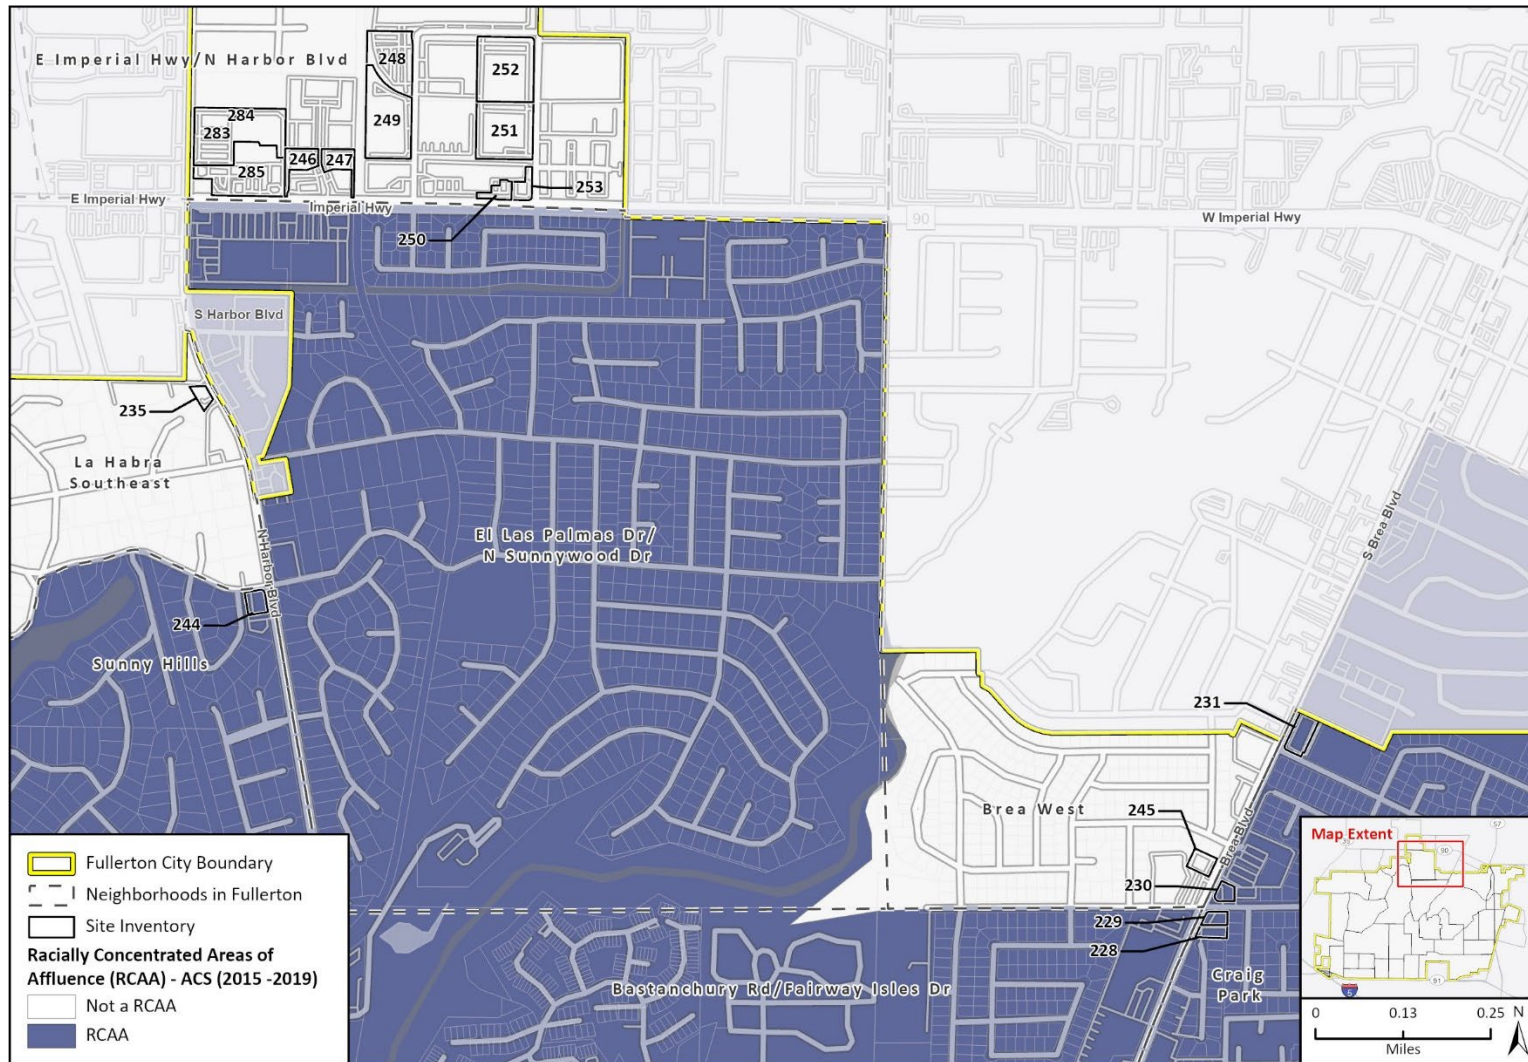 E Imperial Hwy/N Harbor Blvd
248
252
284
283
249
251
246
247
285
253
E Imperial Hwy
Imperial Hwy
90
W Imperial Hwy
250
S Harbor Blvd
235
La Habra
Southeast
S Brea Blvd
El Las Palmas Dr/
N Sunnywood Dr
N Harbor Blvd
244
Sunny Hills
231
Brea West
245
Brea Blvd
230
229
228
Craig
Park
Bastanchury Rd/Fairway Isles Dr
Fullerton City Boundary
Neighborhoods in Fullerton
Site Inventory
Racially Concentrated Areas of
Affluence (RCAA) - ACS (2015 -2019)
Not a RCAA
RCAA
Map Extent
57
90
91
5
0 0.13 0.25
N
Miles